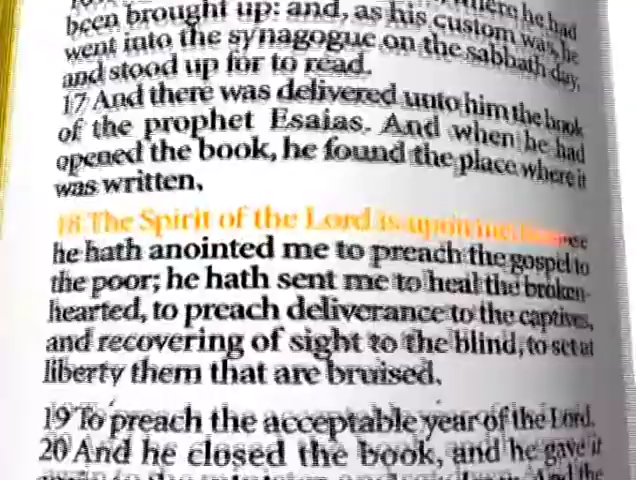 where he had
been brought up: and, as his custom was, he
went into the synagogue on the sabbath day,
and stood up for to read.
17 And there was delivered unto him the book
of the prophet Esaias. And when he had
opened the book, he found the place where it
was written,
18 The Spirit of the Lord is upon me, because
he hath anointed me to preach the gospel to
the poor; he hath sent me to heal the broken-
hearted, to preach deliverance to the captives,
and recovering of sight to the blind, to set at
liberty them that are bruised.
19 To preach the acceptable year of the Lord.
20 And he closed the book, and he gave it
And the